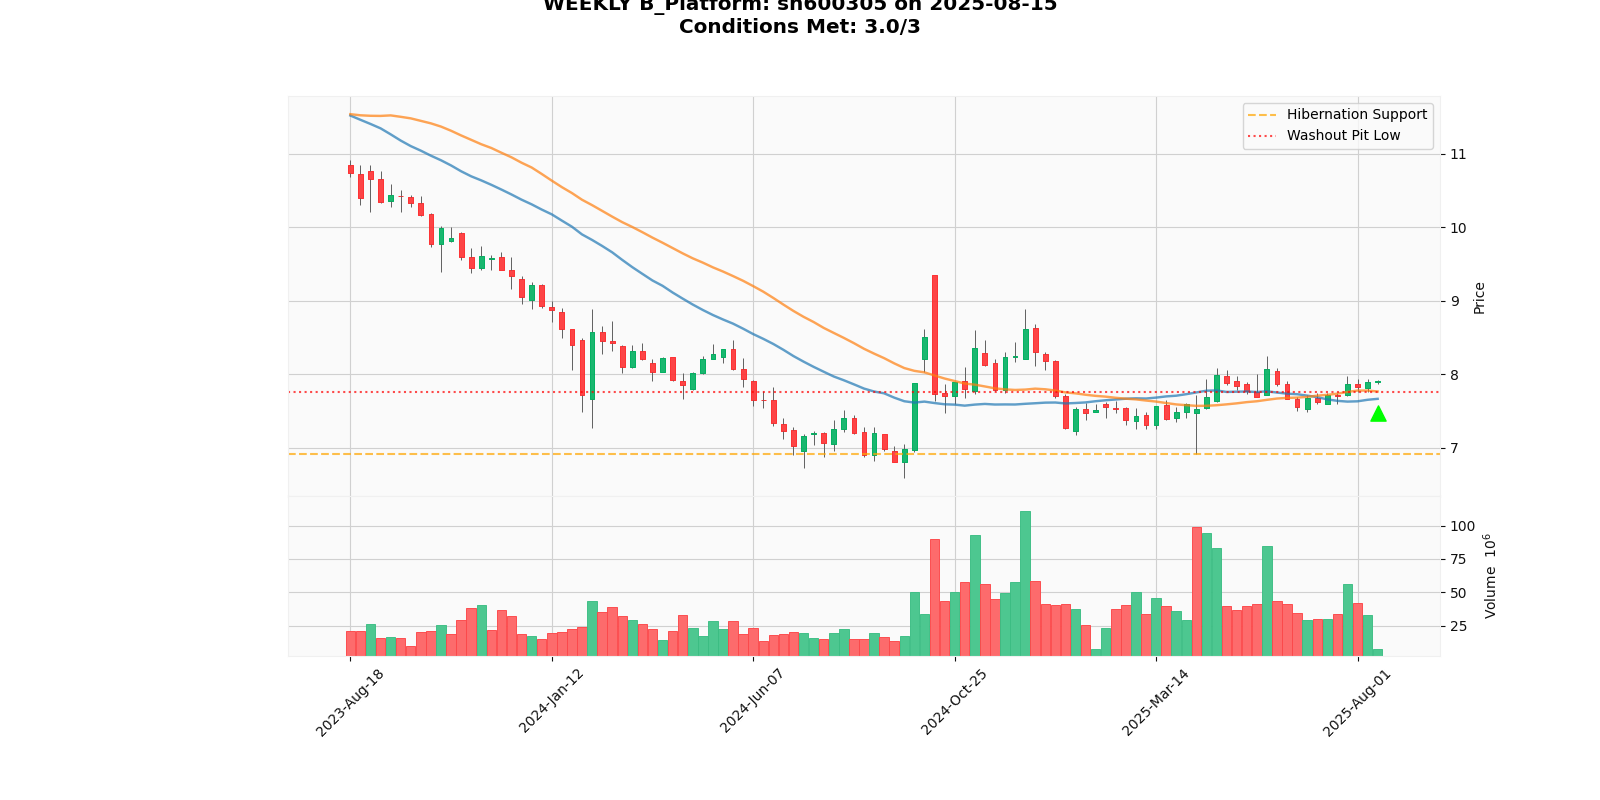 WEEKLY B_Platform: sh600305 on 2025-08-15
Conditions Met: 3.0/3
Hibernation Support
Washout Pit Low
11
10
9
8
7
Price
100
75
50
25
Volume 10⁶
2023-Aug-18
2024-Jan-12
2024-Jun-07
2024-Oct-25
2025-Mar-14
2025-Aug-01